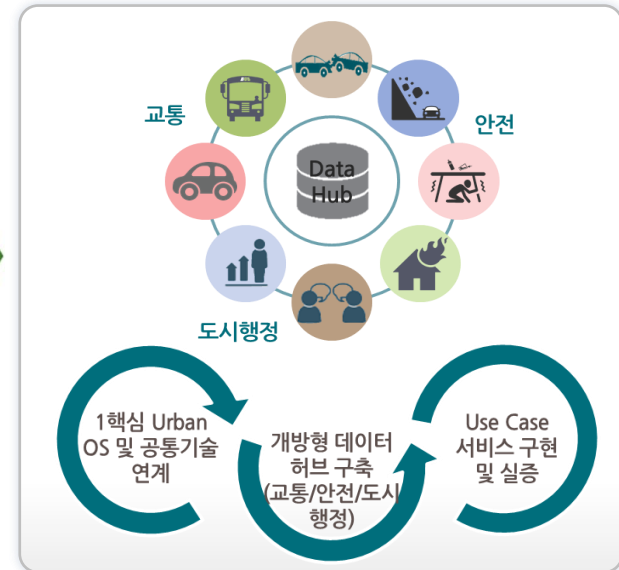 교통
안전
Data
Hub
도시행정
1핵심 Urban
OS 및 공통기술
연계
개방형 데이터
허브 구축
(교통/안전/도시
행정)
Use Case
서비스 구현
및 실증